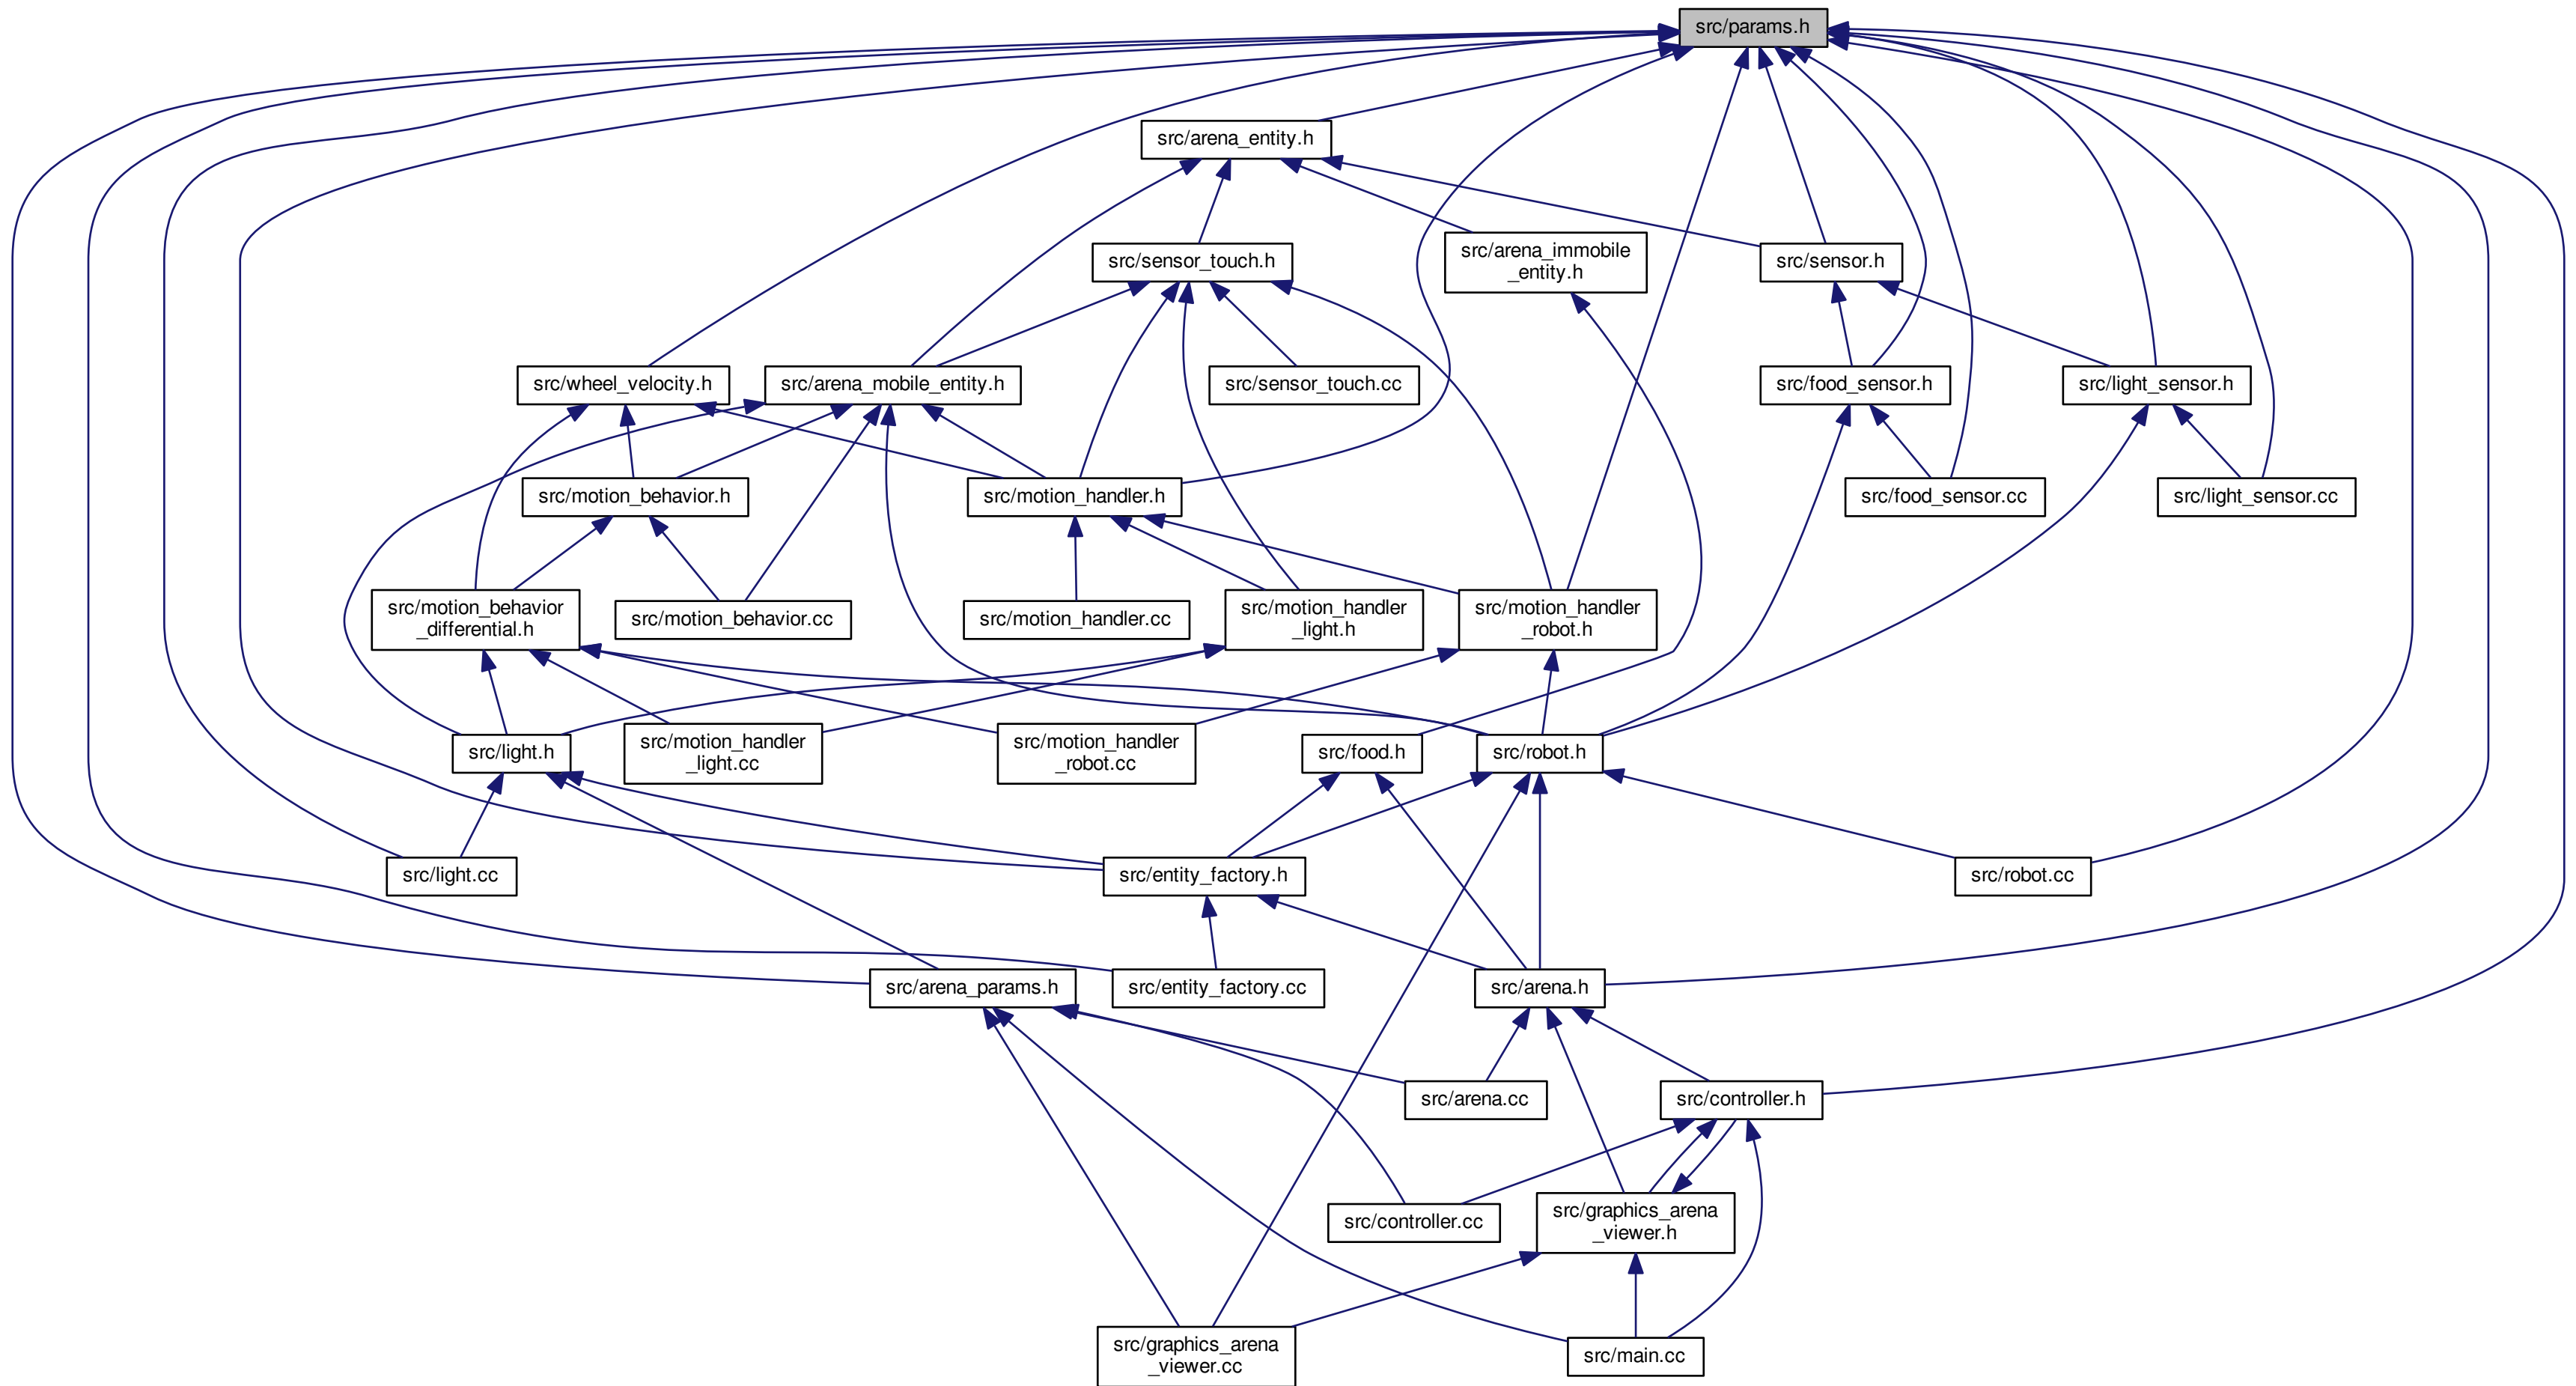 src/params.h
src/arena_entity.h
src/sensor_touch.h
src/arena_immobile
_entity.h
src/sensor.h
src/wheel_velocity.h
src/arena_mobile_entity.h
src/sensor_touch.cc
src/food_sensor.h
src/light_sensor.h
src/motion_behavior.h
src/motion_handler.h
src/food_sensor.cc
src/light_sensor.cc
src/motion_behavior
_differential.h
src/motion_behavior.cc
src/motion_handler.cc
src/motion_handler
_light.h
src/motion_handler
_robot.h
src/light.h
src/motion_handler
_light.cc
src/motion_handler
_robot.cc
src/food.h
src/robot.h
src/light.cc
src/entity_factory.h
src/robot.cc
src/arena_params.h
src/entity_factory.cc
src/arena.h
src/arena.cc
src/controller.h
src/controller.cc
src/graphics_arena
_viewer.h
src/graphics_arena
_viewer.cc
src/main.cc